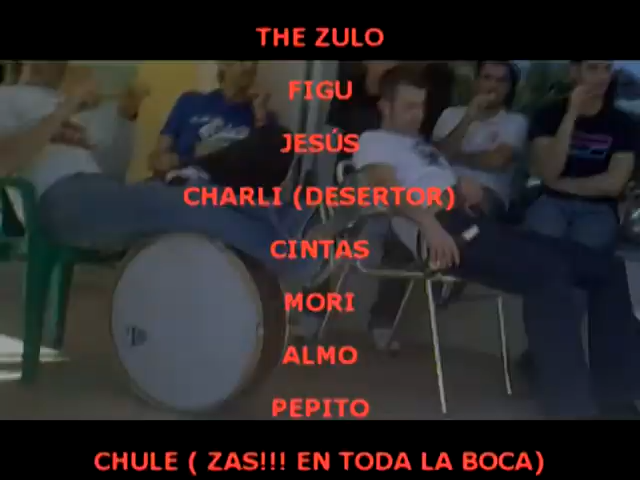 THE ZULO
FIGU
JESÚS
CHARLI (DESERTOR)
CINTAS
MORI
ALMO
PEPITO
CHULE ( ZAS!!! EN TODA LA BOCA)